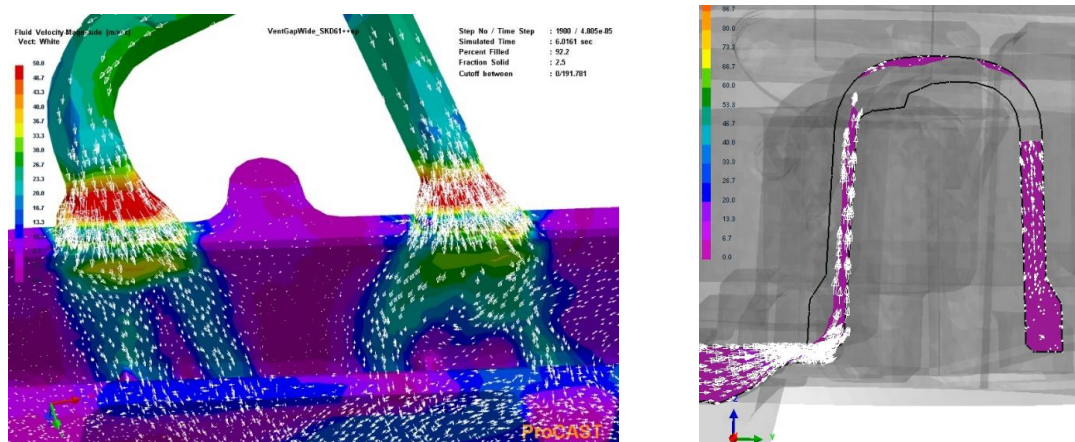 Fluid Velocity-Magnitude (m/sec)
Vect: White
VentGapWide_SKD61++sp
Step No / Time Step : 1900 / 4.805e-05
Simulated Time : 6.0161 sec
Percent Filled : 92.2
Fraction Solid : 2.5
Cutoff between : 0/191.781
50.0
46.7
43.3
40.0
36.7
33.3
30.0
26.7
23.3
20.0
16.7
13.3
ProCAST
86.7
80.0
73.3
66.7
60.0
53.3
46.7
40.0
33.3
26.7
20.0
13.3
6.7
0.0
Z
Y